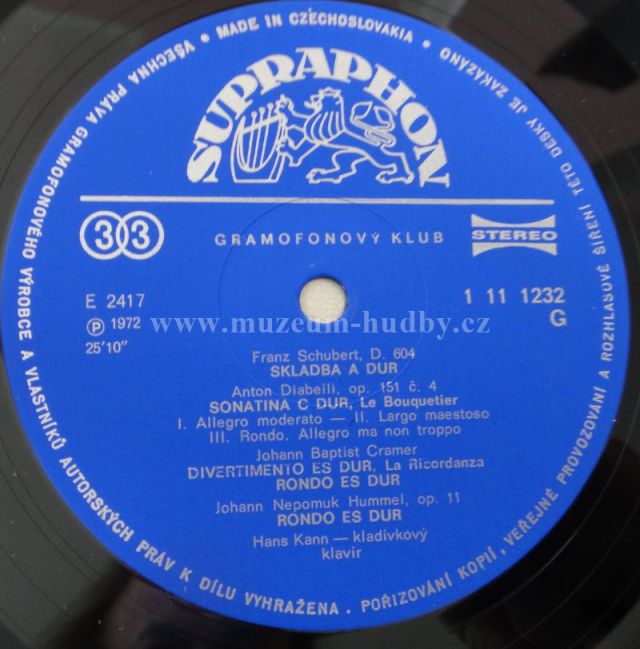 VŠECHNA PRÁVA GRAMOFONOVÉHO VÝROBCE A VLASTNÍKŮ AUTORSKÝCH PRÁV K DÍLU VYHRAŽENA . POŘIZOVÁNÍ KOPIÍ, VEŘEJNÉ PROVOZOVÁNÍ A ROZHLASOVÉ ŠÍŘENÍ TÉTO DESKY JE ZAKÁZÁNO • MADE IN CZECHOSLOVAKIA •
SUPRAPHON
33 GRAMOFONOVÝ KLUB STEREO
E 2417 1 11 1232
Ⓟ 1972 G
www.muzeum-hudby.cz
25'10"
Franz Schubert, D. 604
SKLADBA A DUR
Anton Diabelli, op. 151 č. 4
SONATINA C DUR, Le Bouquetier
I. Allegro moderato — II. Largo maestoso
III. Rondo. Allegro ma non troppo
Johann Baptist Cramer
DIVERTIMENTO ES DUR, La Ricordanza
RONDO ES DUR
Johann Nepomuk Hummel, op. 11
RONDO ES DUR
Hans Kann — kladívkový
klavír